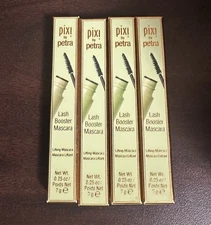 pixi
by
petra
Lash
Booster
Mascara
Lifting Mascara
Net Wt.
0.25 oz/
Poids Net
7g e
pixi
by
petra
Lash
Booster
Mascara
Lifting Mascara
Net Wt.
0.25 oz/
Poids Net
7g e
pixi
by
petra
Lash
Booster
Mascara
Lifting Mascara
Net Wt.
0.25 oz/
Poids Net
7g e
pixi
by
petra
Lash
Booster
Mascara
Lifting Mascara
Net Wt.
0.25 oz/
Poids Net
7g e